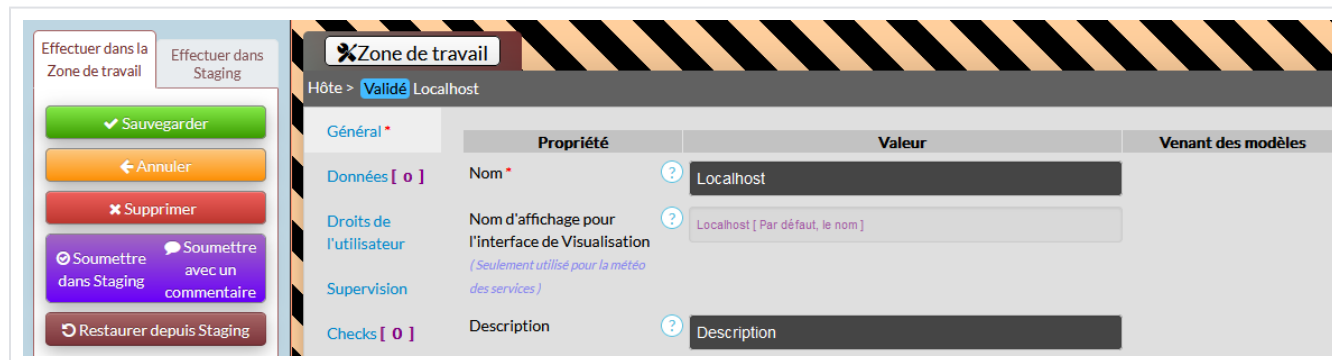 Effectuer dans la
Zone de travail
Effectuer dans
Staging
Sauvegarder
Annuler
Supprimer
Soumettre
dans Staging
Soumettre
avec un
commentaire
Restaurer depuis Staging
Zone de travail
Hôte > Validé Localhost
Général *
Données [ 0 ]
Droits de
l'utilisateur
Supervision
Checks [ 0 ]
Propriété Valeur Venant des modèles
Nom * ? Localhost
Nom d'affichage pour
l'interface de Visualisation
( Seulement utilisé pour la météo
des services )
? Localhost [ Par défaut, le nom ]
Description ? Description